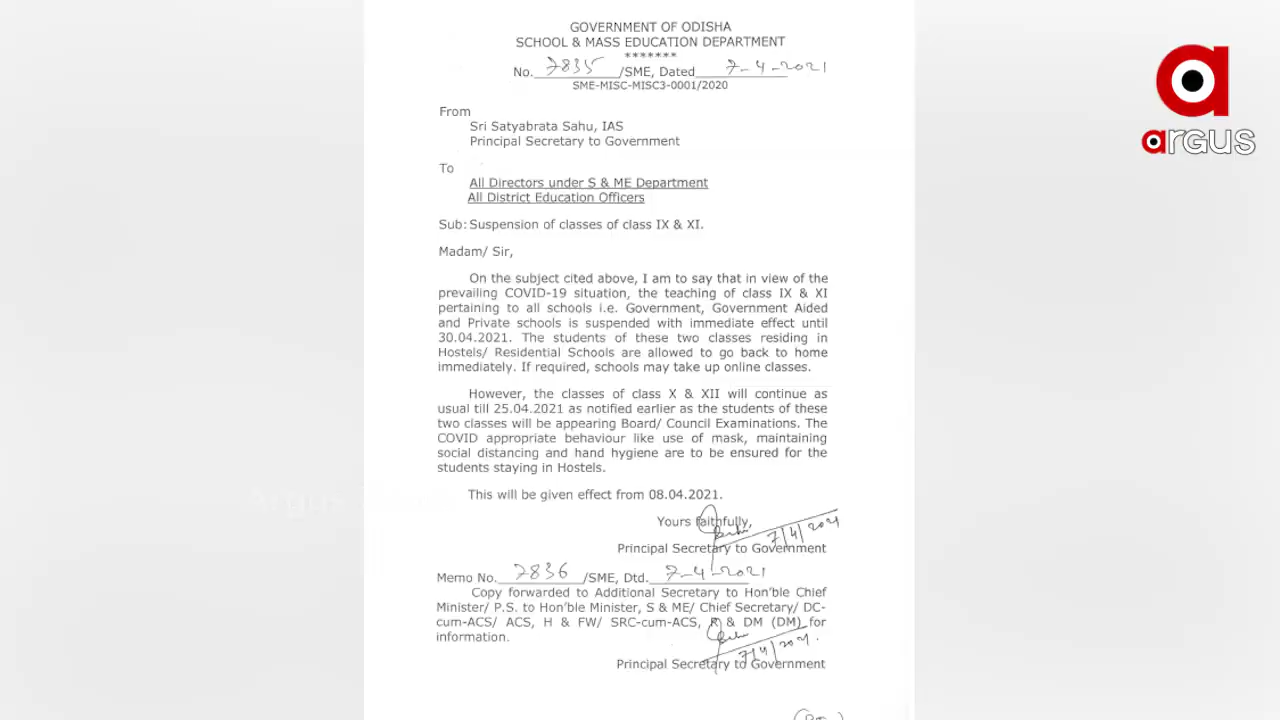 GOVERNMENT OF ODISHA
SCHOOL & MASS EDUCATION DEPARTMENT
*******
No. 7835 /SME, Dated 7-4-2021
SME-MISC-MISC3-0001/2020
argus
From
Sri Satyabrata Sahu, IAS
Principal Secretary to Government
To
All Directors under S & ME Department
All District Education Officers
Sub: Suspension of classes of class IX & XI.
Madam/ Sir,
On the subject cited above, I am to say that in view of the
prevailing COVID-19 situation, the teaching of class IX & XI
pertaining to all schools i.e. Government, Government Aided
and Private schools is suspended with immediate effect until
30.04.2021. The students of these two classes residing in
Hostels/ Residential Schools are allowed to go back to home
immediately. If required, schools may take up online classes.
However, the classes of class X & XII will continue as
usual till 25.04.2021 as notified earlier as the students of these
two classes will be appearing Board/ Council Examinations. The
COVID appropriate behaviour like use of mask, maintaining
social distancing and hand hygiene are to be ensured for the
students staying in Hostels.
This will be given effect from 08.04.2021.
Argus
Yours faithfully,
7/4/2021
Principal Secretary to Government
Memo No. 7836 /SME, Dtd. 7-4-2021
Copy forwarded to Additional Secretary to Hon'ble Chief
Minister/ P.S. to Hon'ble Minister, S & ME/ Chief Secretary/ DC-
cum-ACS/ ACS, H & FW/ SRC-cum-ACS, R & DM (DM) for
information.
7/4/2021.
Principal Secretary to Government